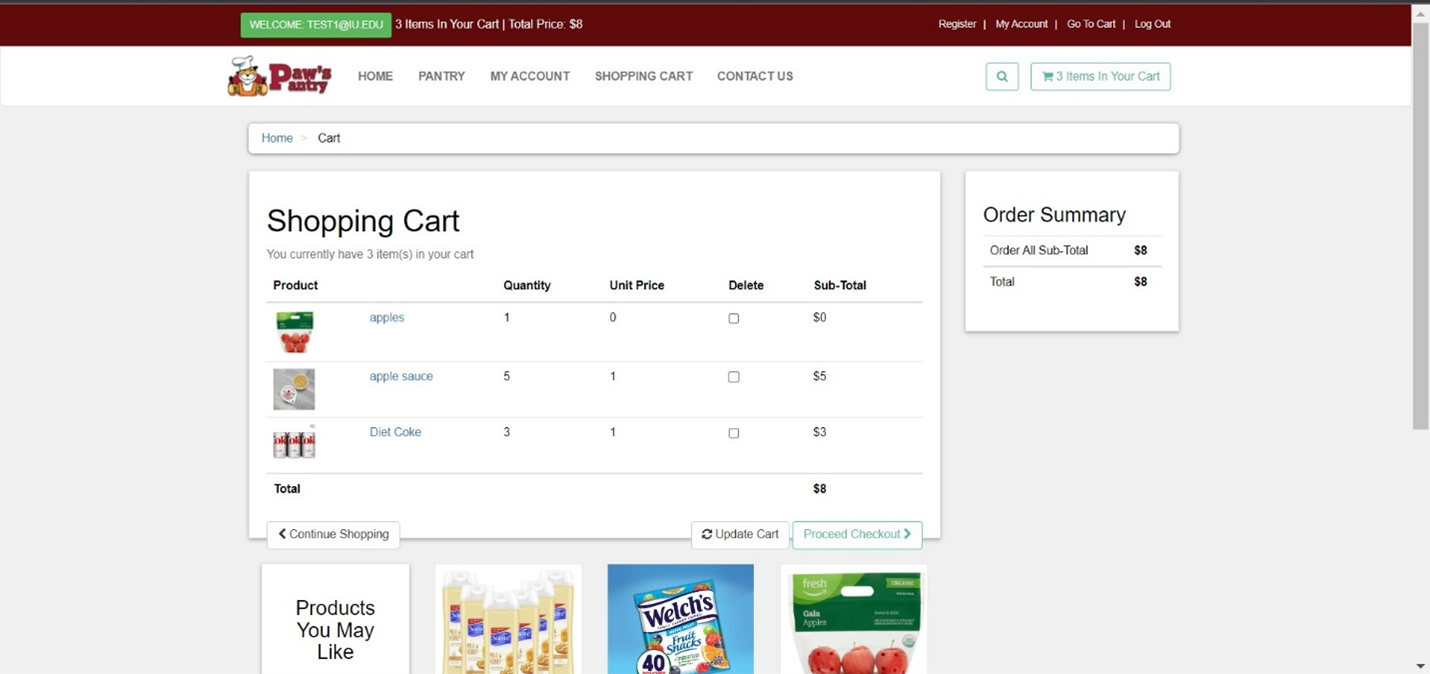 WELCOME: TEST1@IU.EDU 3 Items In Your Cart | Total Price: $8 Register | My Account | Go To Cart | Log Out
Paw's Pantry HOME PANTRY MY ACCOUNT SHOPPING CART CONTACT US 3 Items In Your Cart
Home > Cart
Shopping Cart
You currently have 3 item(s) in your cart
Product Quantity Unit Price Delete Sub-Total
apples 1 0 $0
apple sauce 5 1 $5
Diet Coke 3 1 $3
Total $8
Continue Shopping Update Cart Proceed Checkout >
Order Summary
Order All Sub-Total $8
Total $8
Products
You May
Like
Suave
Welch's
Fruit
Snacks
40
fresh
ORGANIC
Gala
Apples